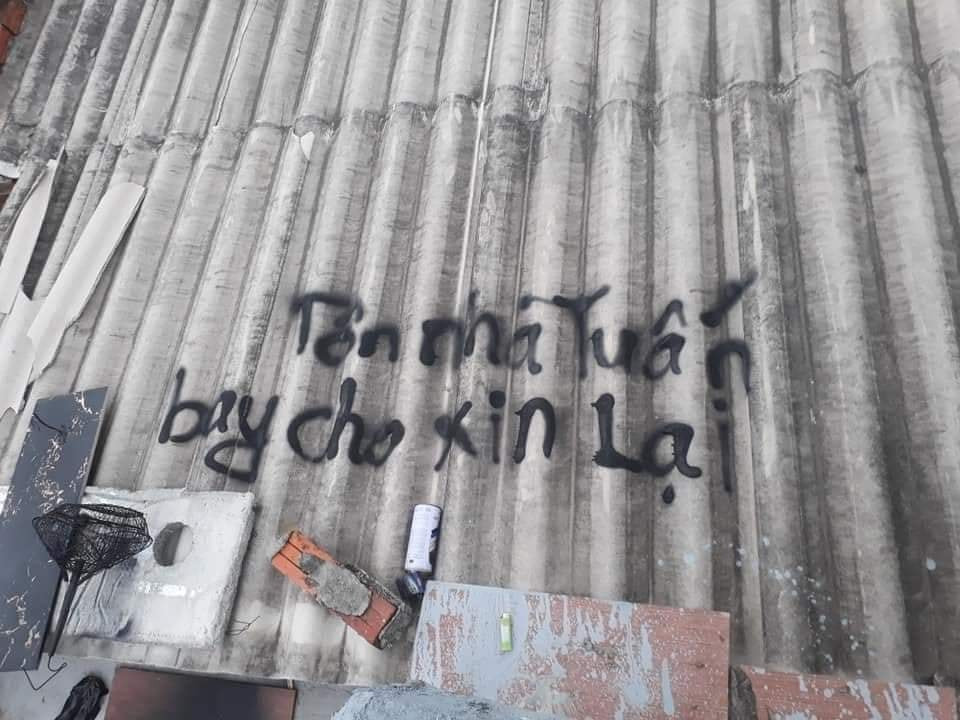 Tôn nhà Tuấn
bay cho xin Lại